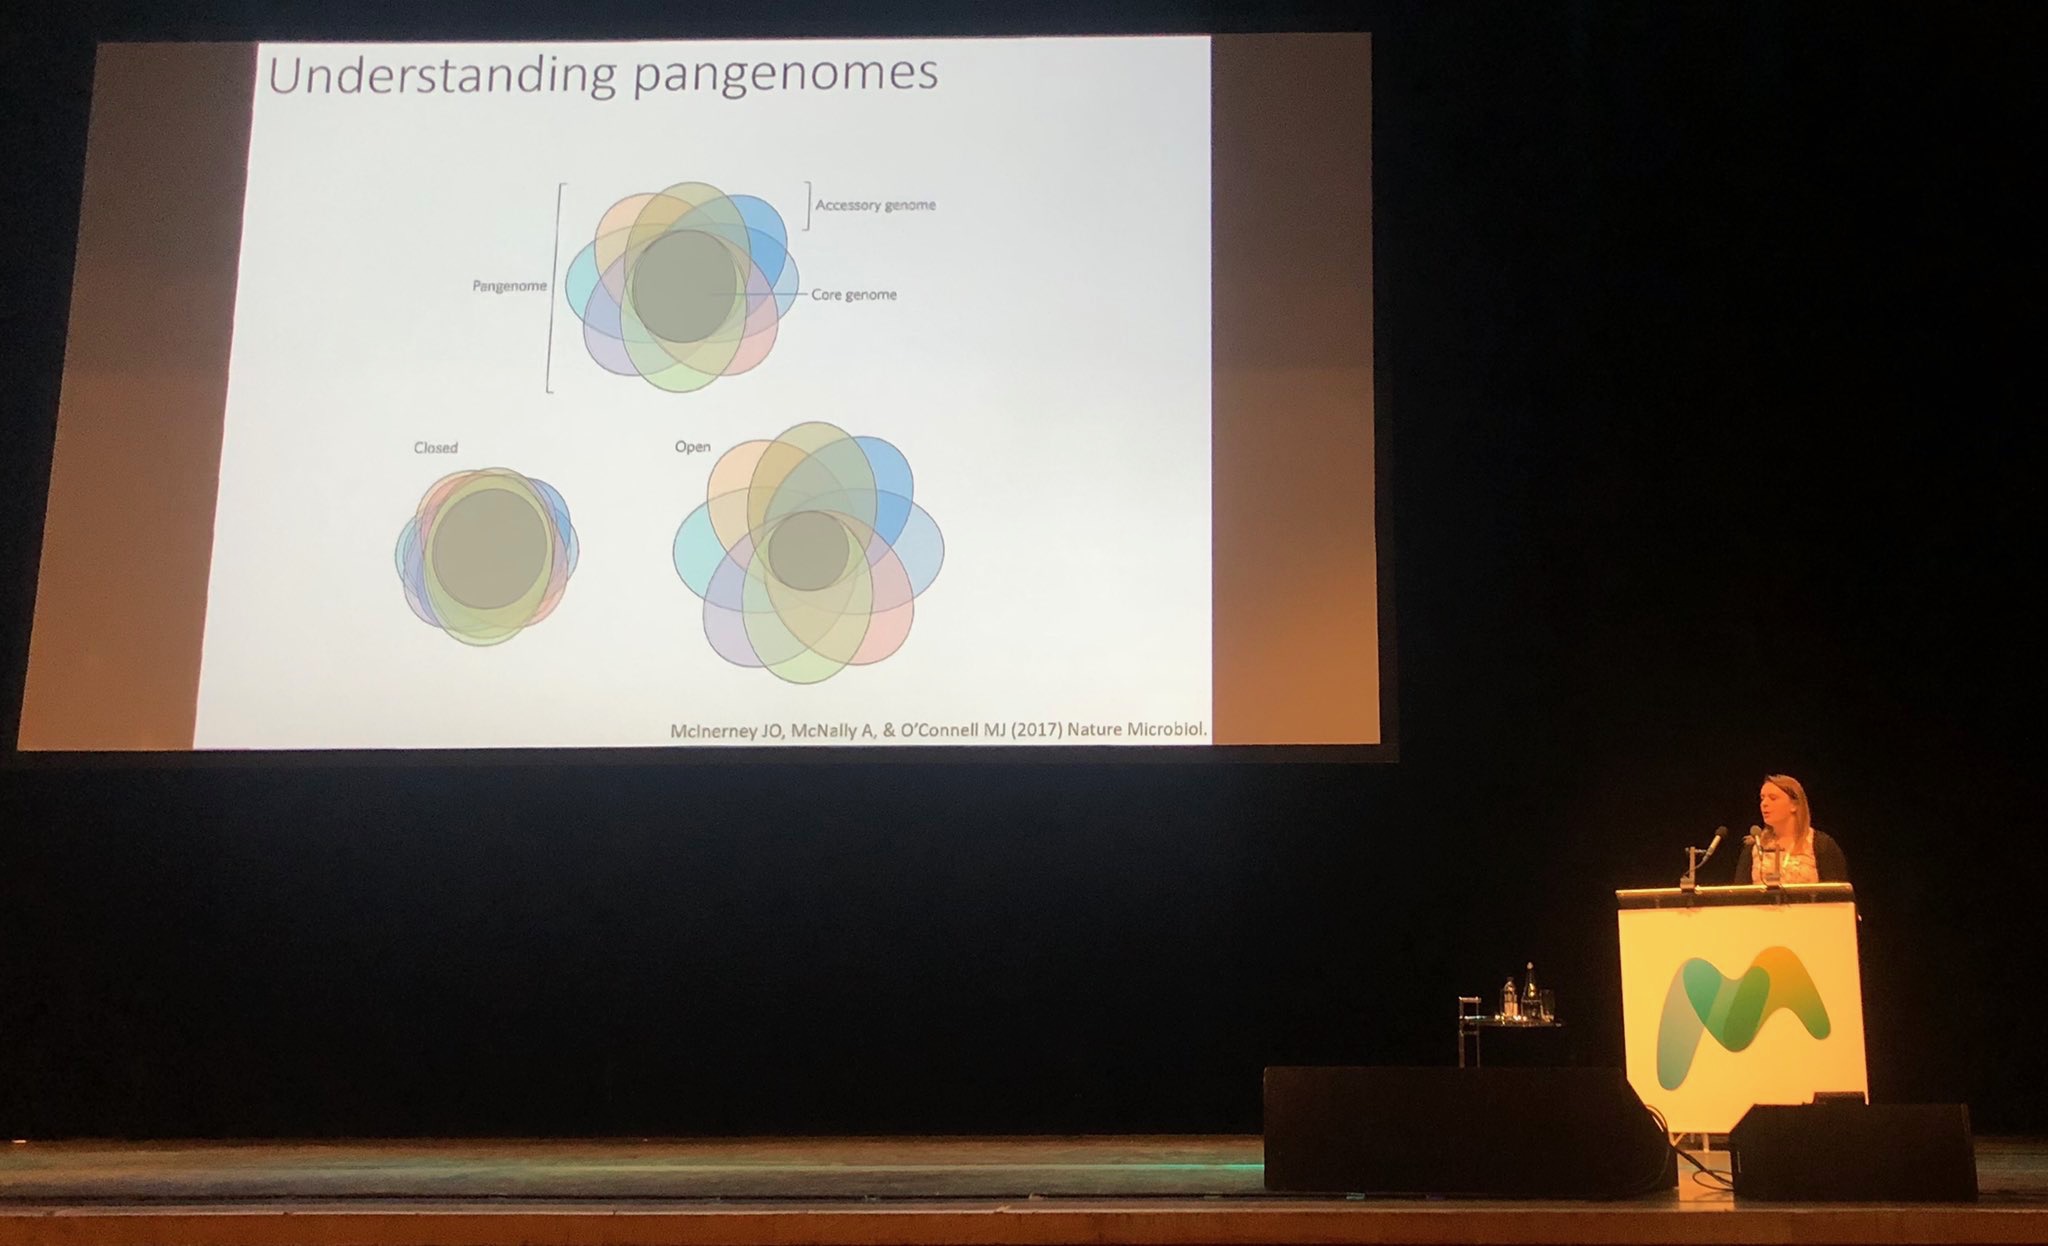 Understanding pangenomes
Accessory genome
Pangenome
Core genome
Closed
Open
McInerney JO, McNally A, & O'Connell MJ (2017) Nature Microbiol.